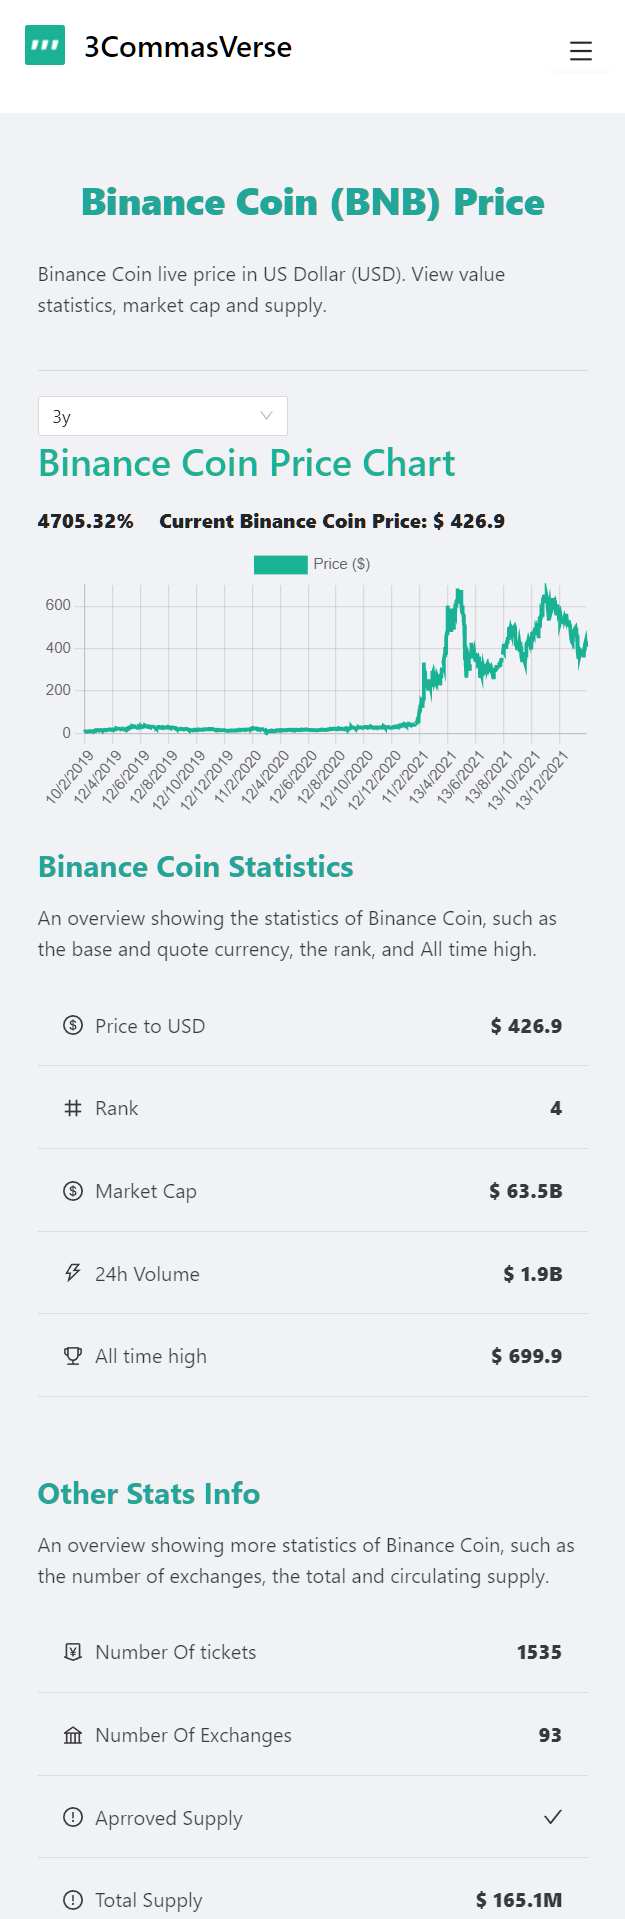 3CommasVerse
Binance Coin (BNB) Price
Binance Coin live price in US Dollar (USD). View value
statistics, market cap and supply.
3y
Binance Coin Price Chart
4705.32% Current Binance Coin Price: $ 426.9
Price ($)
600
400
200
0
10/2/2019
12/4/2019
12/6/2019
12/8/2019
12/10/2019
12/12/2019
11/2/2020
12/4/2020
12/6/2020
12/8/2020
12/10/2020
12/12/2020
11/2/2021
13/4/2021
13/6/2021
13/8/2021
13/10/2021
13/12/2021
Binance Coin Statistics
An overview showing the statistics of Binance Coin, such as
the base and quote currency, the rank, and All time high.
Price to USD $ 426.9
Rank 4
Market Cap $ 63.5B
24h Volume $ 1.9B
All time high $ 699.9
Other Stats Info
An overview showing more statistics of Binance Coin, such as
the number of exchanges, the total and circulating supply.
Number Of tickets 1535
Number Of Exchanges 93
Aprroved Supply
Total Supply $ 165.1M